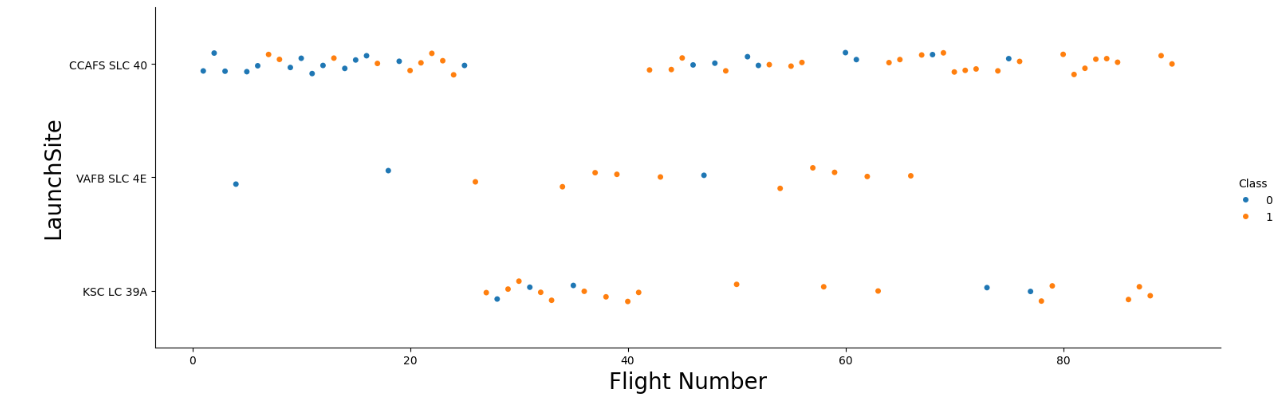 LaunchSite
CCAFS SLC 40
VAFB SLC 4E
KSC LC 39A
0 20 40 60 80
Flight Number
Class
0
1